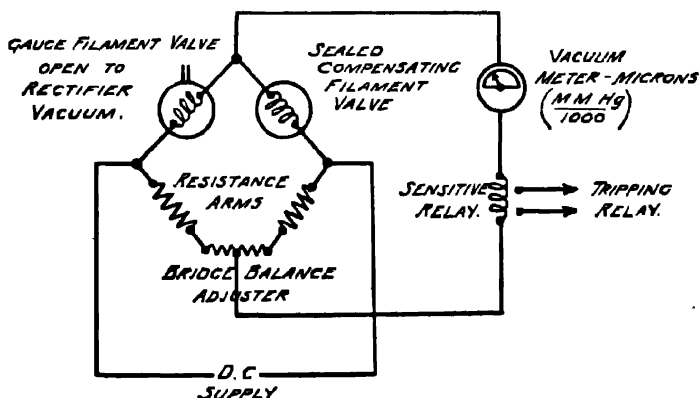 GAUGE FILAMENT VALVE
OPEN TO
RECTIFIER
VACUUM.
SEALED
COMPENSATING
FILAMENT
VALVE
VACUUM
METER-MICRONS
(MM Hg
1000)
RESISTANCE
ARMS
SENSITIVE
RELAY.
TRIPPING
RELAY.
BRIDGE BALANCE
ADJUSTER
D.C
SUPPLY